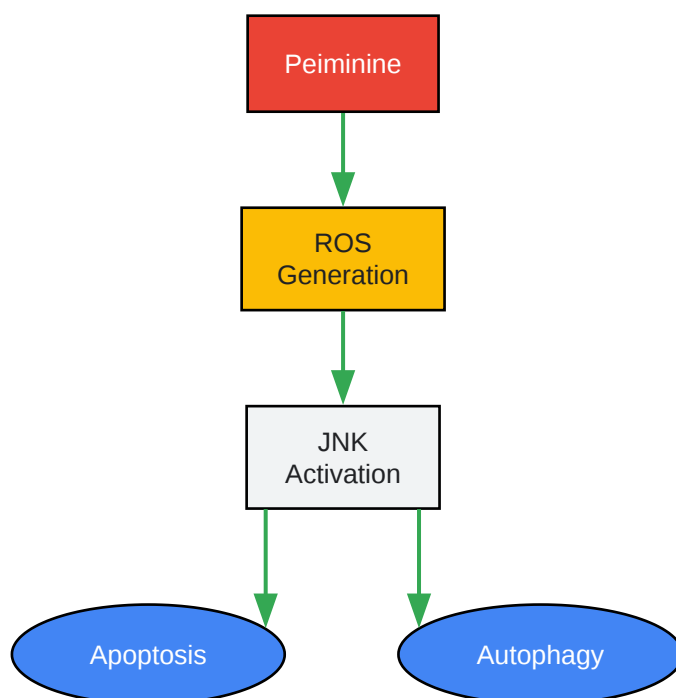 Peiminine
ROS
Generation
JNK
Activation
Apoptosis
Autophagy